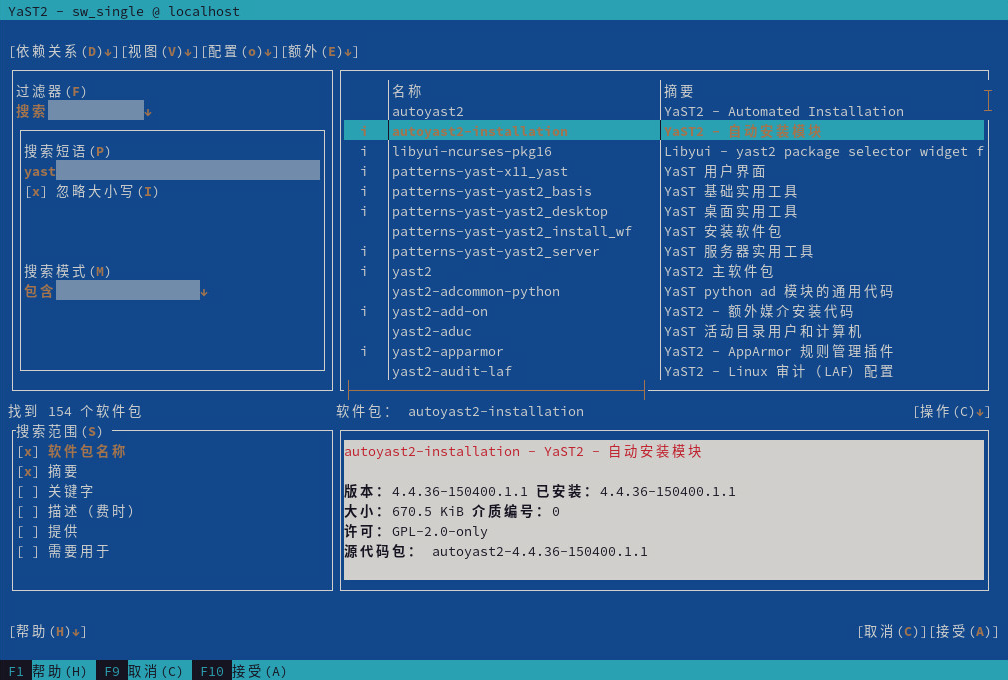 YaST2 - sw_single @ localhost
[依赖关系(D)↓][视图(V)↓][配置(o)↓][额外(E)↓]
过滤器(F)
搜索↓
搜索短语(P)
yast
[x] 忽略大小写(I)
搜索模式(M)
包含↓
名称 摘要
autoyast2 YaST2 - Automated Installation
i autoyast2-installation YaST2 - 自动安装模块
i libyui-ncurses-pkg16 Libyui - yast2 package selector widget f
i patterns-yast-x11_yast YaST 用户界面
i patterns-yast-yast2_basis YaST 基础实用工具
i patterns-yast-yast2_desktop YaST 桌面实用工具
patterns-yast-yast2_install_wf YaST 安装软件包
i patterns-yast-yast2_server YaST 服务器实用工具
i yast2 YaST2 主软件包
yast2-adcommon-python YaST python ad 模块的通用代码
i yast2-add-on YaST2 - 额外媒介安装代码
yast2-aduc YaST 活动目录用户和计算机
i yast2-apparmor YaST2 - AppArmor 规则管理插件
yast2-audit-laf YaST2 - Linux 审计（LAF）配置
找到 154 个软件包
软件包： autoyast2-installation [操作(C)↓]
搜索范围(S)
[x] 软件包名称
[x] 摘要
[ ] 关键字
[ ] 描述（费时）
[ ] 提供
[ ] 需要用于
autoyast2-installation - YaST2 - 自动安装模块
版本：4.4.36-150400.1.1 已安装：4.4.36-150400.1.1
大小：670.5 KiB 介质编号：0
许可：GPL-2.0-only
源代码包： autoyast2-4.4.36-150400.1.1
[帮助(H)↓] [取消(C)][接受(A)]
F1 帮助(H) F9 取消(C) F10 接受(A)